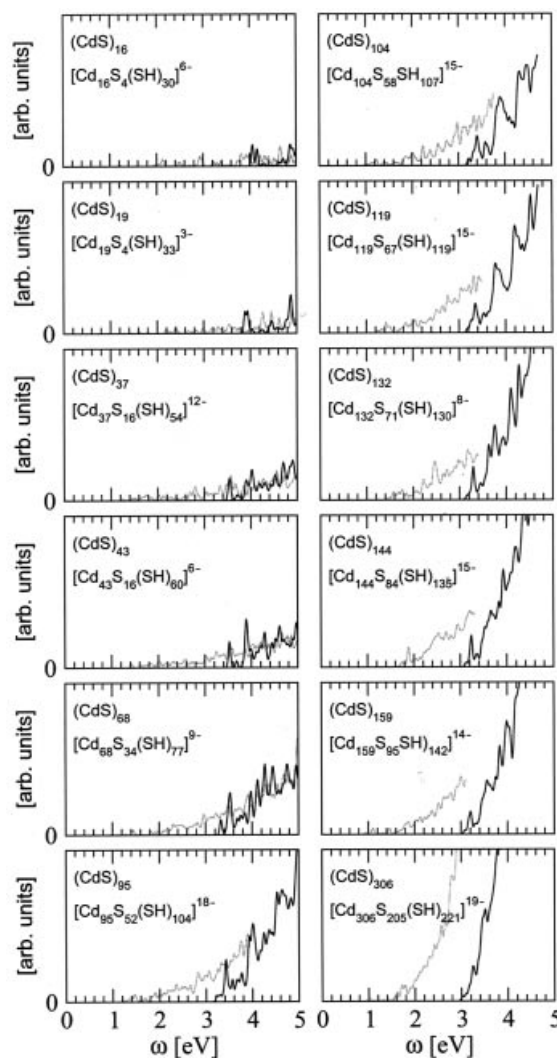 [arb. units]
(CdS)₁₆
[Cd₁₆S₄(SH)₃₀]⁶⁻
0
(CdS)₁₀₄
[Cd₁₀₄S₅₈SH₁₀₇]¹⁵⁻
[arb. units]
(CdS)₁₉
[Cd₁₉S₄(SH)₃₃]³⁻
0
(CdS)₁₁₉
[Cd₁₁₉S₆₇(SH)₁₁₉]¹⁵⁻
[arb. units]
(CdS)₃₇
[Cd₃₇S₁₆(SH)₅₄]¹²⁻
0
(CdS)₁₃₂
[Cd₁₃₂S₇₁(SH)₁₃₀]⁸⁻
[arb. units]
(CdS)₄₃
[Cd₄₃S₁₆(SH)₆₀]⁶⁻
0
(CdS)₁₄₄
[Cd₁₄₄S₈₄(SH)₁₃₅]¹⁵⁻
[arb. units]
(CdS)₆₈
[Cd₆₈S₃₄(SH)₇₇]⁹⁻
0
(CdS)₁₅₉
[Cd₁₅₉S₉₅SH)₁₄₂]¹⁴⁻
[arb. units]
(CdS)₉₅
[Cd₉₅S₅₂(SH)₁₀₄]¹⁸⁻
0
(CdS)₃₀₆
[Cd₃₀₆S₂₀₅(SH)₂₂₁]¹⁹⁻
0 1 2 3 4 5 0 1 2 3 4 5
ω [eV] ω [eV]